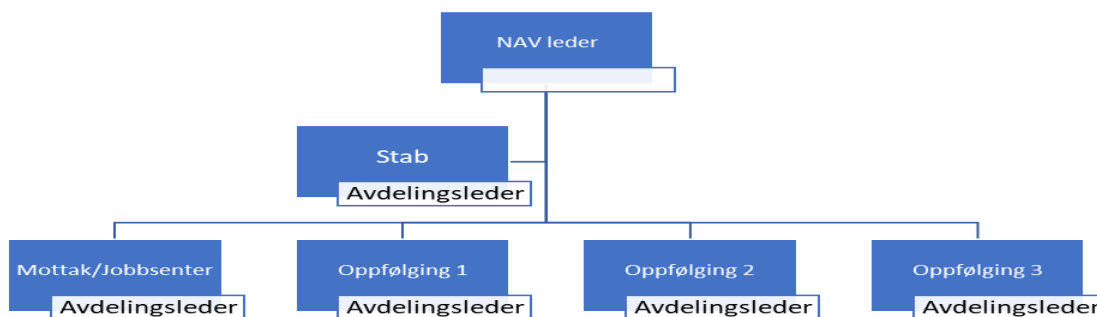 NAV leder
Stab
Avdelingsleder
Mottak/Jobbsenter
Avdelingsleder
Oppfølging 1
Avdelingsleder
Oppfølging 2
Avdelingsleder
Oppfølging 3
Avdelingsleder